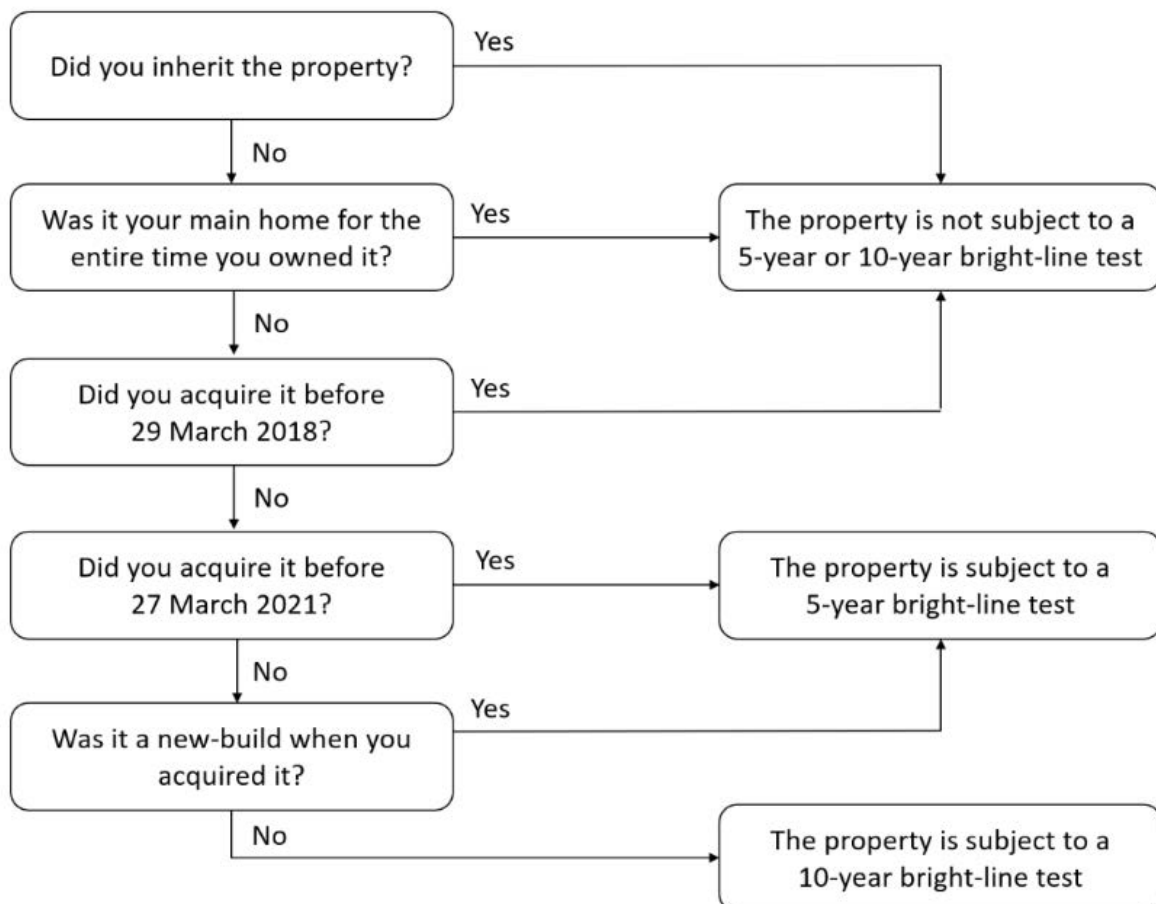 Did you inherit the property?
Yes
No
Was it your main home for the
entire time you owned it?
Yes
The property is not subject to a
5-year or 10-year bright-line test
No
Did you acquire it before
29 March 2018?
Yes
No
Did you acquire it before
27 March 2021?
Yes
The property is subject to a
5-year bright-line test
No
Was it a new-build when you
acquired it?
Yes
No
The property is subject to a
10-year bright-line test